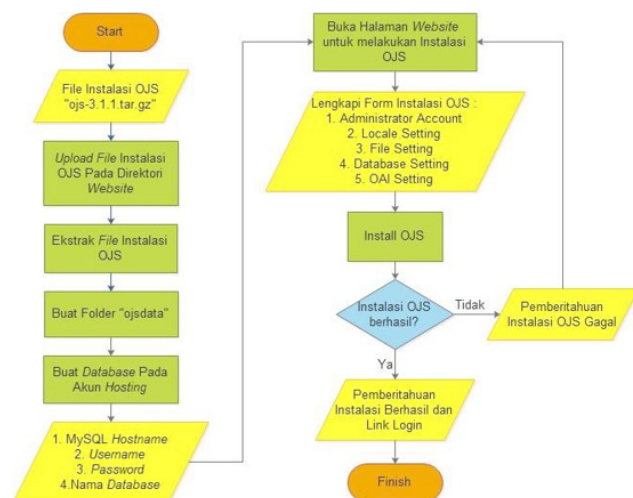 Start
File Instalasi OJS
"ojs-3.1.1.tar.gz"
Upload File Instalasi
OJS Pada Direktori
Website
Ekstrak File Instalasi
OJS
Buat Folder "ojsdata"
Buat Database Pada
Akun Hosting
1. MySQL Hostname
2. Username
3. Password
4.Nama Database
Buka Halaman Website
untuk melakukan Instalasi
OJS
Lengkapi Form Instalasi OJS :
1. Administrator Account
2. Locale Setting
3. File Setting
4. Database Setting
5. OAI Setting
Install OJS
Instalasi OJS
berhasil?
Tidak
Pemberitahuan
Instalasi OJS Gagal
Ya
Pemberitahuan
Instalasi Berhasil dan
Link Login
Finish